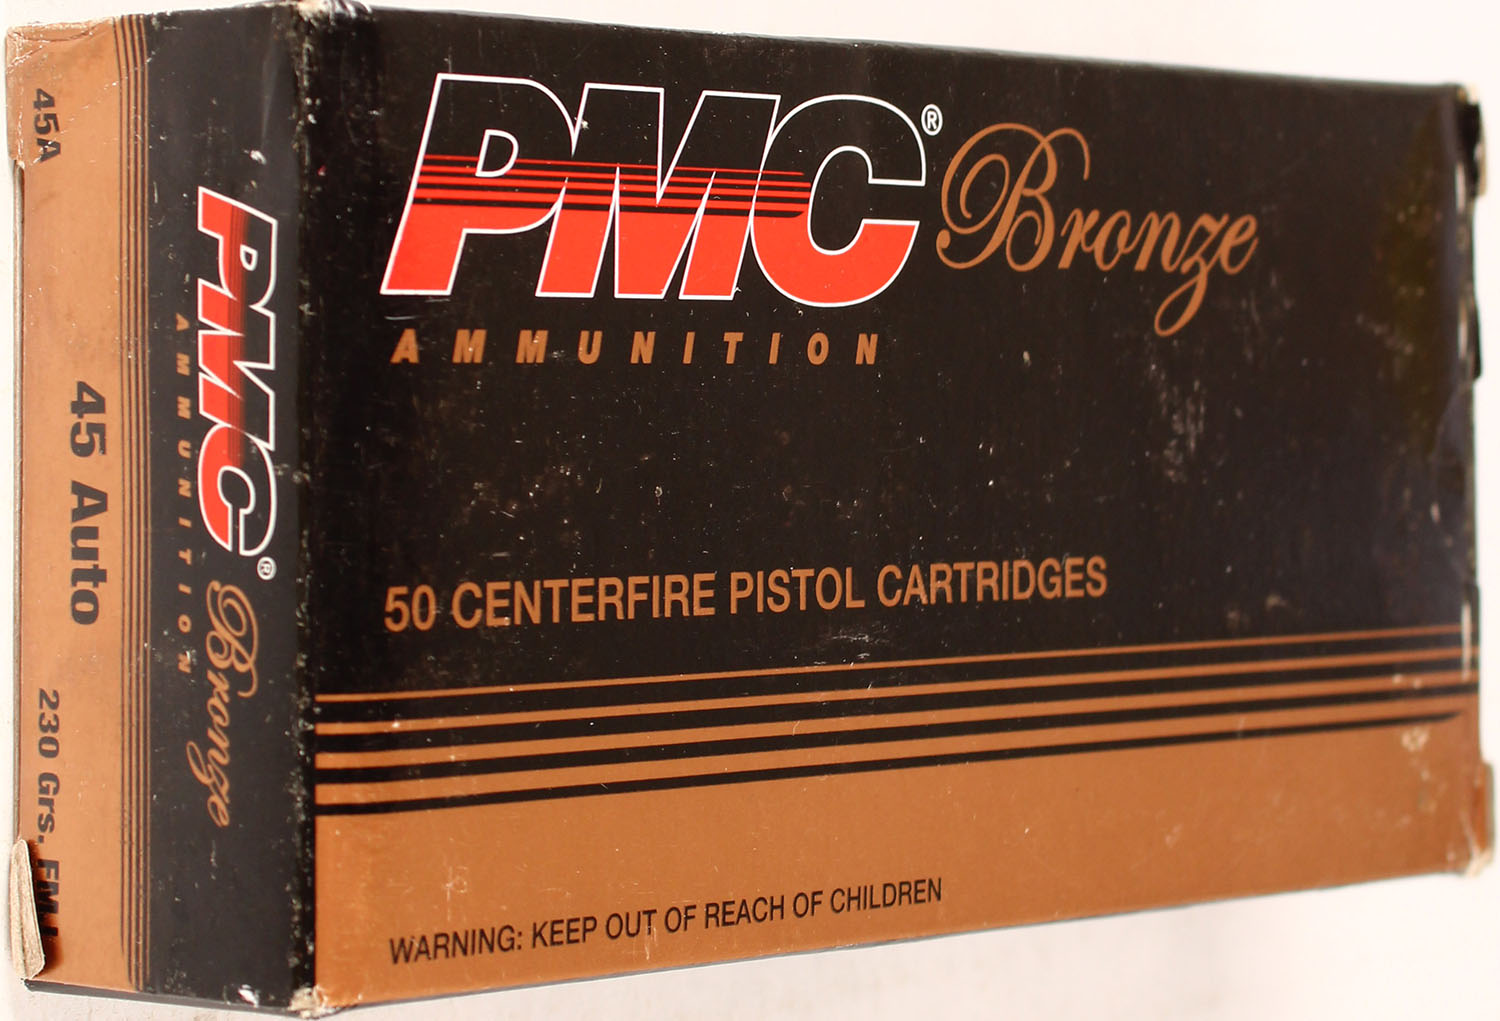 45A
45 Auto
230 Grs. FMJ
PMC®
Bronze
AMMUNITION
PMC®
Bronze
AMMUNITION
50 CENTERFIRE PISTOL CARTRIDGES
WARNING: KEEP OUT OF REACH OF CHILDREN